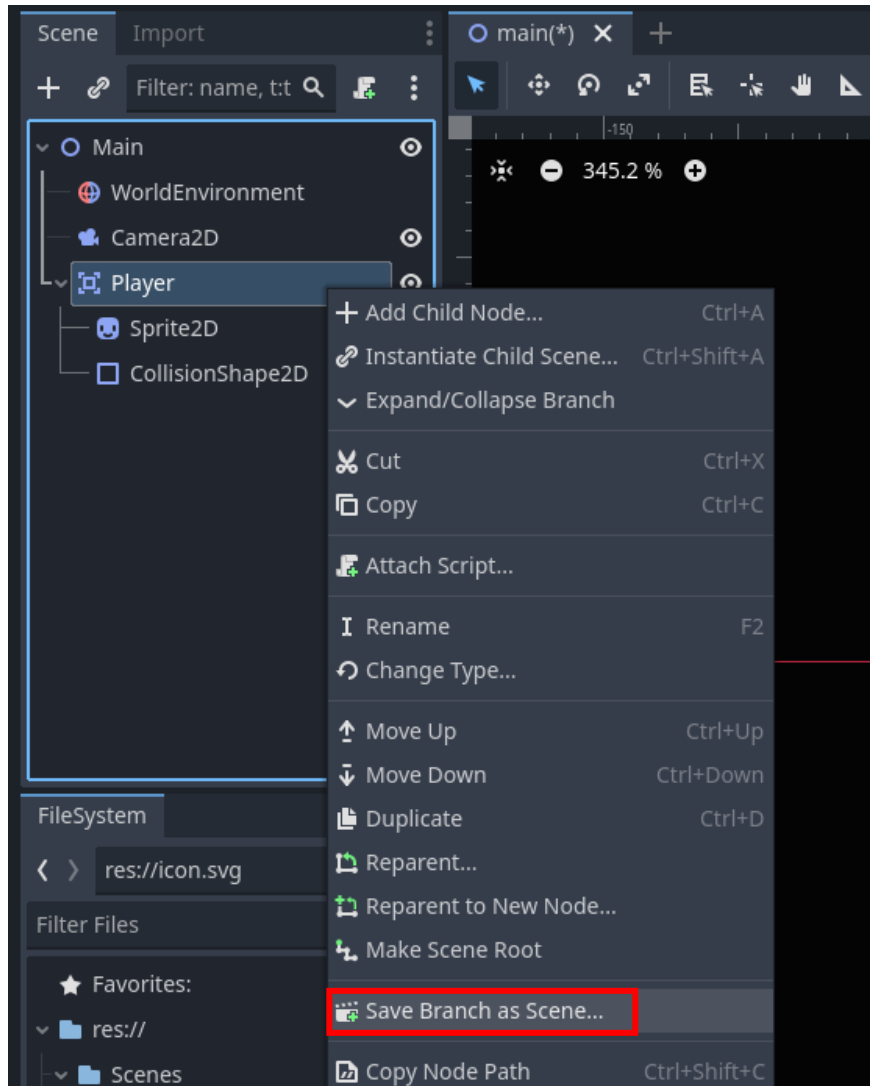 Scene Import
main(*)
Filter: name, t:t
-150
Main
345.2 %
WorldEnvironment
Camera2D
Player
Add Child Node... Ctrl+A
Sprite2D
Instantiate Child Scene... Ctrl+Shift+A
CollisionShape2D
Expand/Collapse Branch
Cut Ctrl+X
Copy Ctrl+C
Attach Script...
Rename F2
Change Type...
Move Up Ctrl+Up
Move Down Ctrl+Down
FileSystem
Duplicate Ctrl+D
res://icon.svg
Reparent...
Filter Files
Reparent to New Node...
Make Scene Root
Favorites:
Save Branch as Scene...
res://
Scenes
Copy Node Path Ctrl+Shift+C